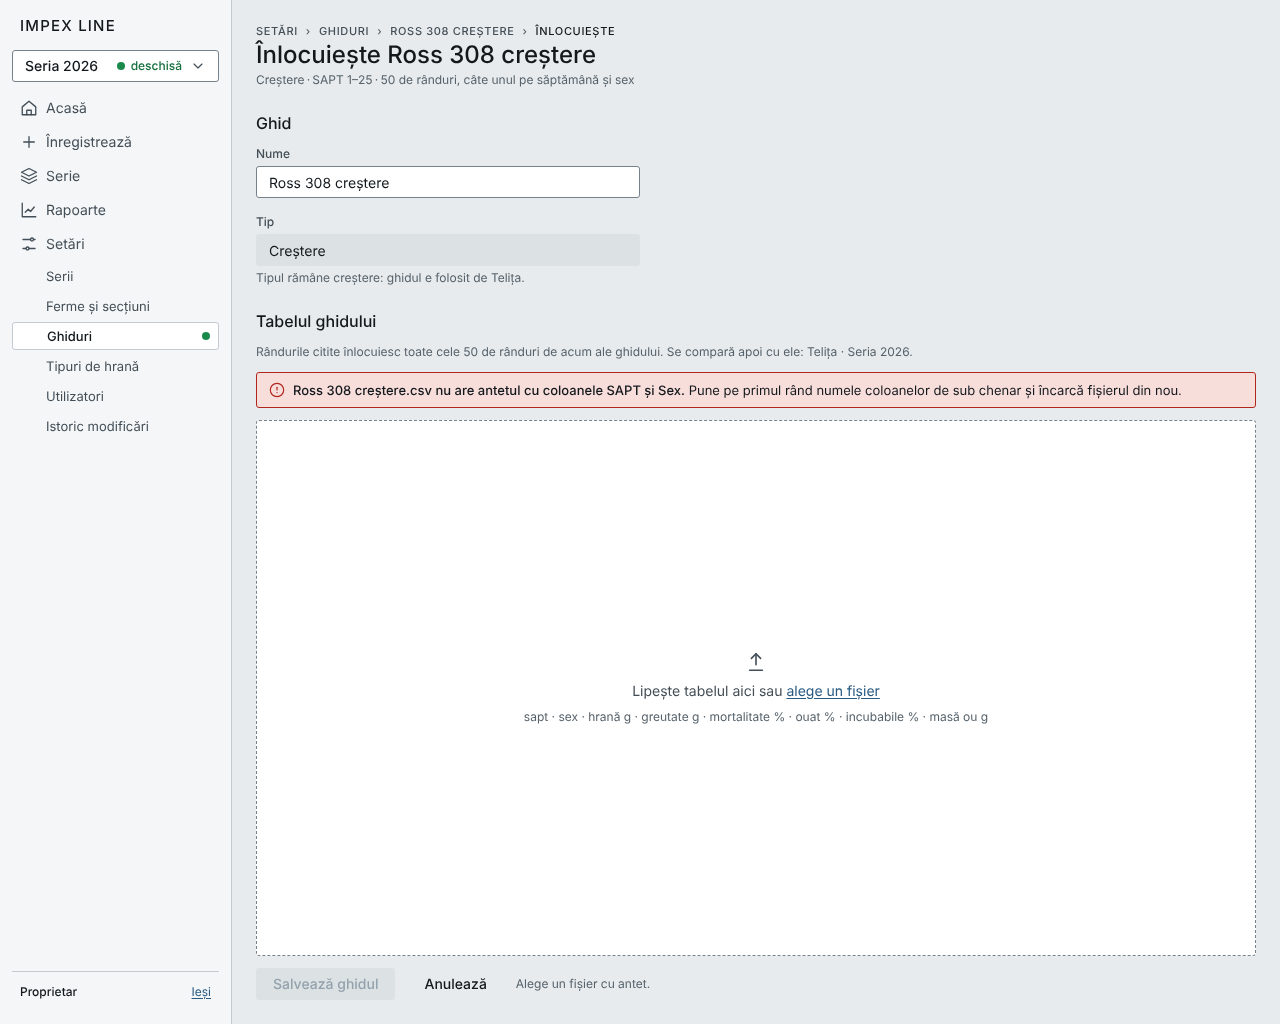 IMPEX LINE
Seria 2026 deschisă
Acasă
Înregistrează
Serie
Rapoarte
Setări
Serii
Ferme și secțiuni
Ghiduri
Tipuri de hrană
Utilizatori
Istoric modificări
Proprietar Ieși
SETĂRI › GHIDURI › ROSS 308 CREȘTERE › ÎNLOCUIEȘTE
Înlocuiește Ross 308 creștere
Creștere · SAPT 1–25 · 50 de rânduri, câte unul pe săptămână și sex
Ghid
Nume
Ross 308 creștere
Tip
Creștere
Tipul rămâne creștere: ghidul e folosit de Telița.
Tabelul ghidului
Rândurile citite înlocuiesc toate cele 50 de rânduri de acum ale ghidului. Se compară apoi cu ele: Telița · Seria 2026.
Ross 308 creștere.csv nu are antetul cu coloanele SAPT și Sex. Pune pe primul rând numele coloanelor de sub chenar și încarcă fișierul din nou.
Lipește tabelul aici sau alege un fișier
sapt · sex · hrană g · greutate g · mortalitate % · ouat % · incubabile % · masă ou g
Salvează ghidul Anulează Alege un fișier cu antet.